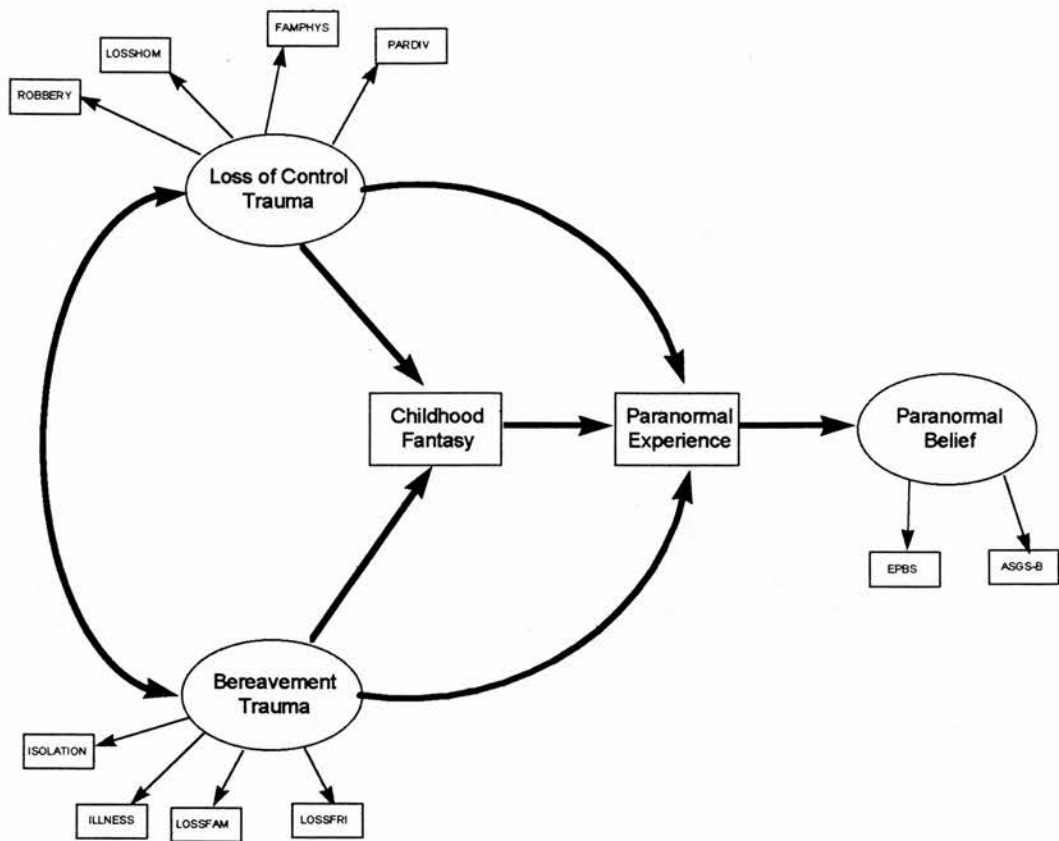 FAMPHYS
PARDIV
LOSSHOM
ROBBERY
Loss of Control
Trauma
Childhood
Fantasy
Paranormal
Experience
Paranormal
Belief
EPBS
ASGS-B
Bereavement
Trauma
ISOLATION
ILLNESS
LOSSFAM
LOSSFRI